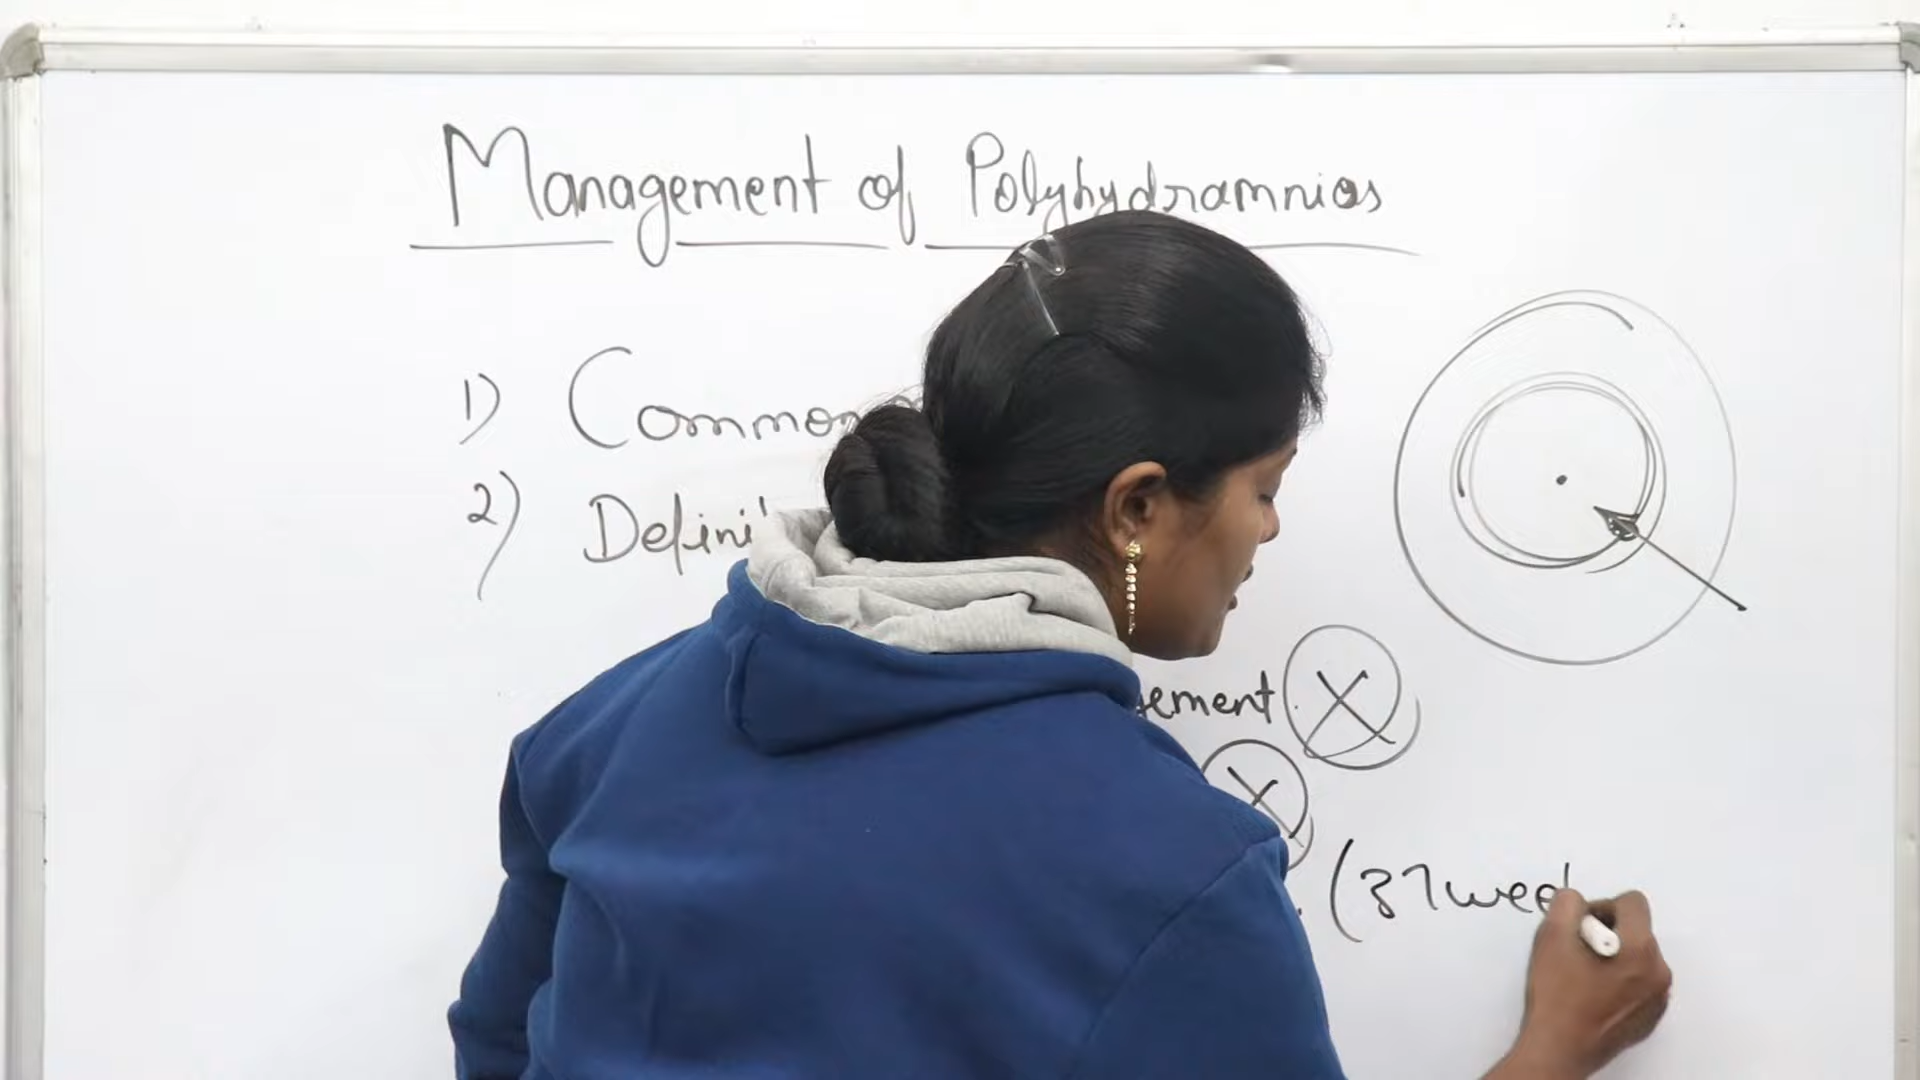 Management of Polyhydramnios
1) Common
2) Defini
ement
(37 wee